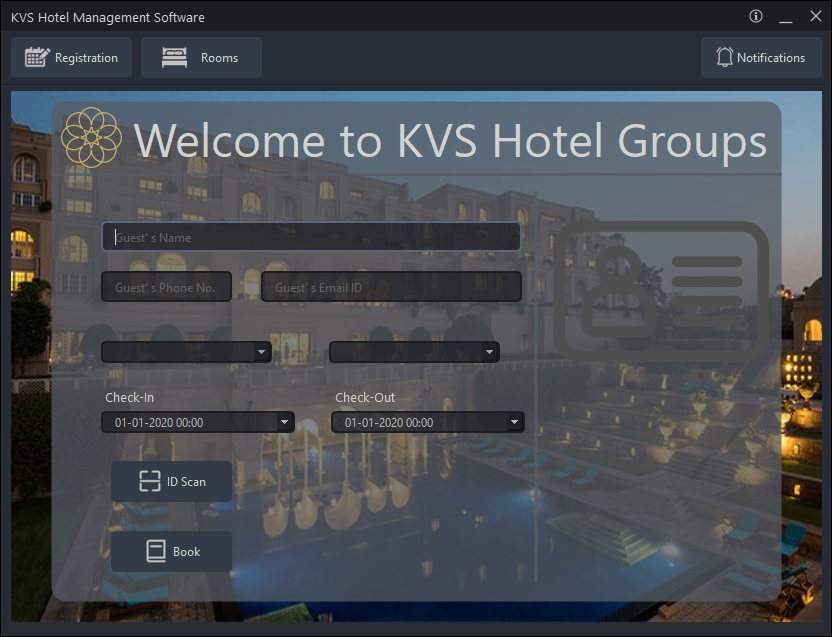 KVS Hotel Management Software
Registration
Rooms
Notifications
Welcome to KVS Hotel Groups
Guest' s Name
Guest' s Phone No.
Guest' s Email ID
Check-In
Check-Out
01-01-2020 00:00
01-01-2020 00:00
ID Scan
Book